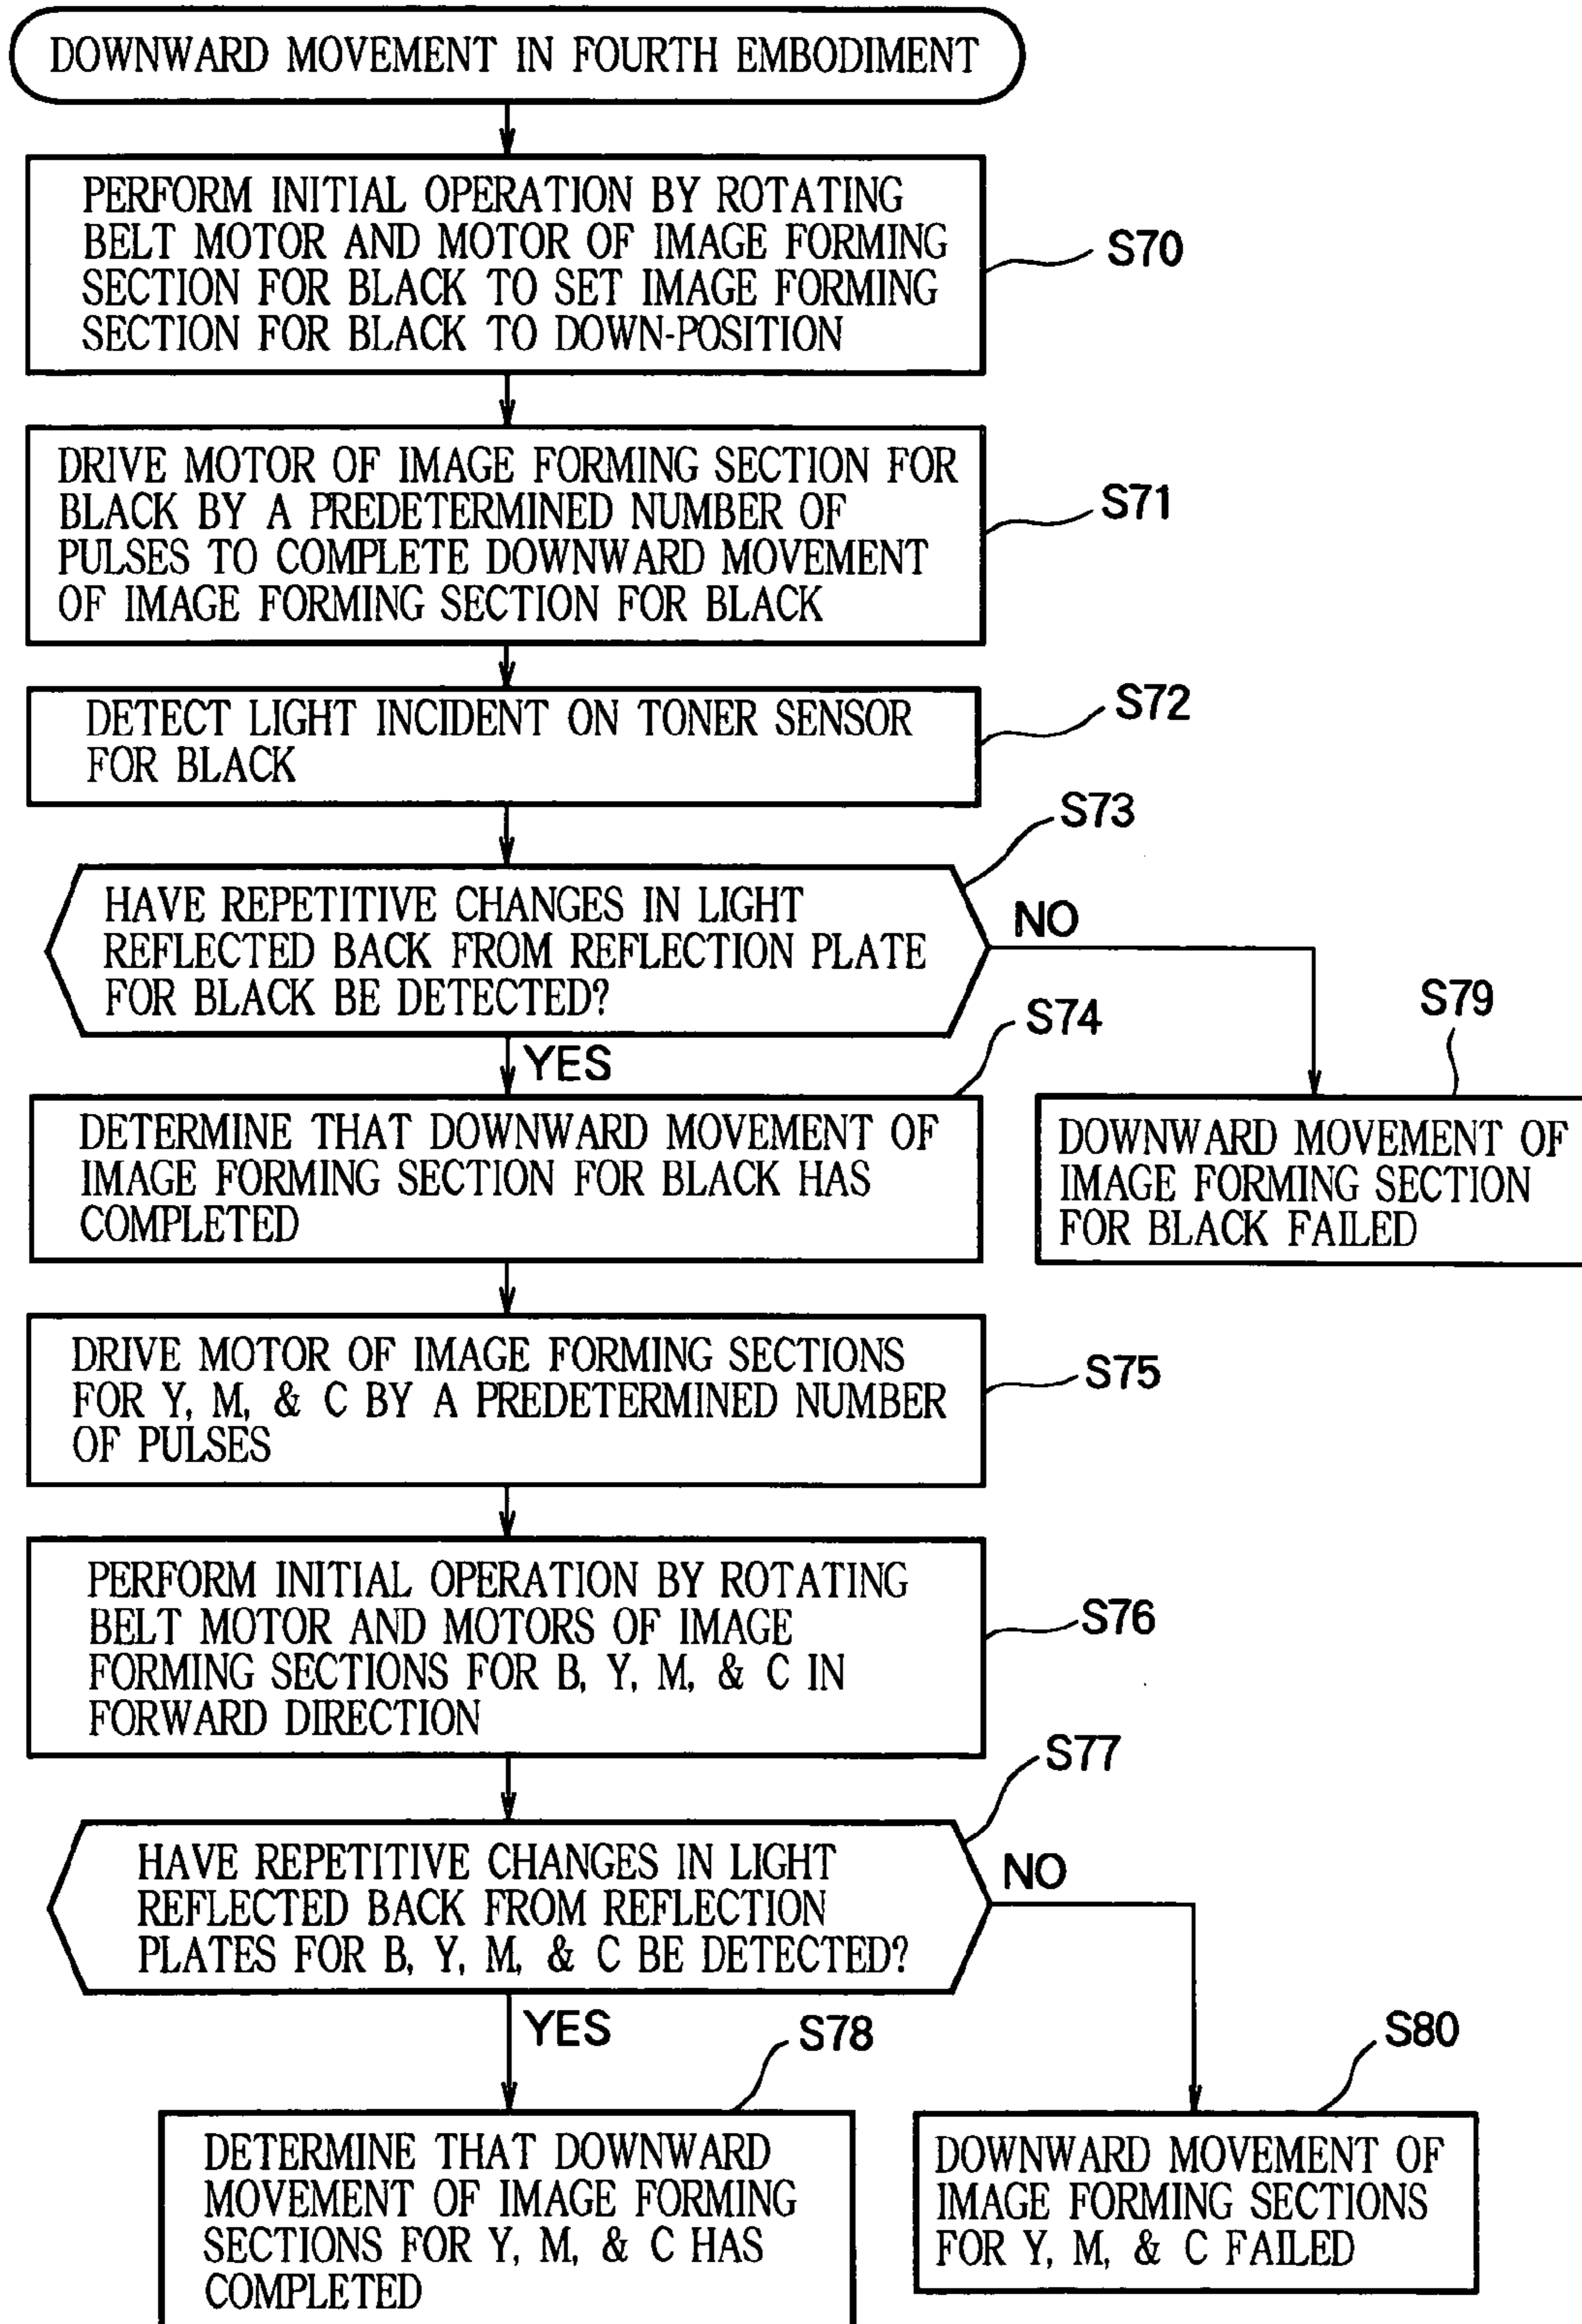 DOWNWARD MOVEMENT IN FOURTH EMBODIMENT
PERFORM INITIAL OPERATION BY ROTATING
BELT MOTOR AND MOTOR OF IMAGE FORMING
SECTION FOR BLACK TO SET IMAGE FORMING
SECTION FOR BLACK TO DOWN-POSITION
S70
DRIVE MOTOR OF IMAGE FORMING SECTION FOR
BLACK BY A PREDETERMINED NUMBER OF
PULSES TO COMPLETE DOWNWARD MOVEMENT
OF IMAGE FORMING SECTION FOR BLACK
S71
DETECT LIGHT INCIDENT ON TONER SENSOR
FOR BLACK
S72
S73
HAVE REPETITIVE CHANGES IN LIGHT
REFLECTED BACK FROM REFLECTION PLATE
FOR BLACK BE DETECTED?
NO
YES
S74
DETERMINE THAT DOWNWARD MOVEMENT OF
IMAGE FORMING SECTION FOR BLACK HAS
COMPLETED
S79
DOWNWARD MOVEMENT OF
IMAGE FORMING SECTION
FOR BLACK FAILED
DRIVE MOTOR OF IMAGE FORMING SECTIONS
FOR Y, M, & C BY A PREDETERMINED NUMBER
OF PULSES
S75
PERFORM INITIAL OPERATION BY ROTATING
BELT MOTOR AND MOTORS OF IMAGE
FORMING SECTIONS FOR B, Y, M, & C IN
FORWARD DIRECTION
S76
S77
HAVE REPETITIVE CHANGES IN LIGHT
REFLECTED BACK FROM REFLECTION
PLATES FOR B, Y, M, & C BE DETECTED?
NO
YES
S78
DETERMINE THAT DOWNWARD
MOVEMENT OF IMAGE FORMING
SECTIONS FOR Y, M, & C HAS
COMPLETED
S80
DOWNWARD MOVEMENT OF
IMAGE FORMING SECTIONS
FOR Y, M, & C FAILED